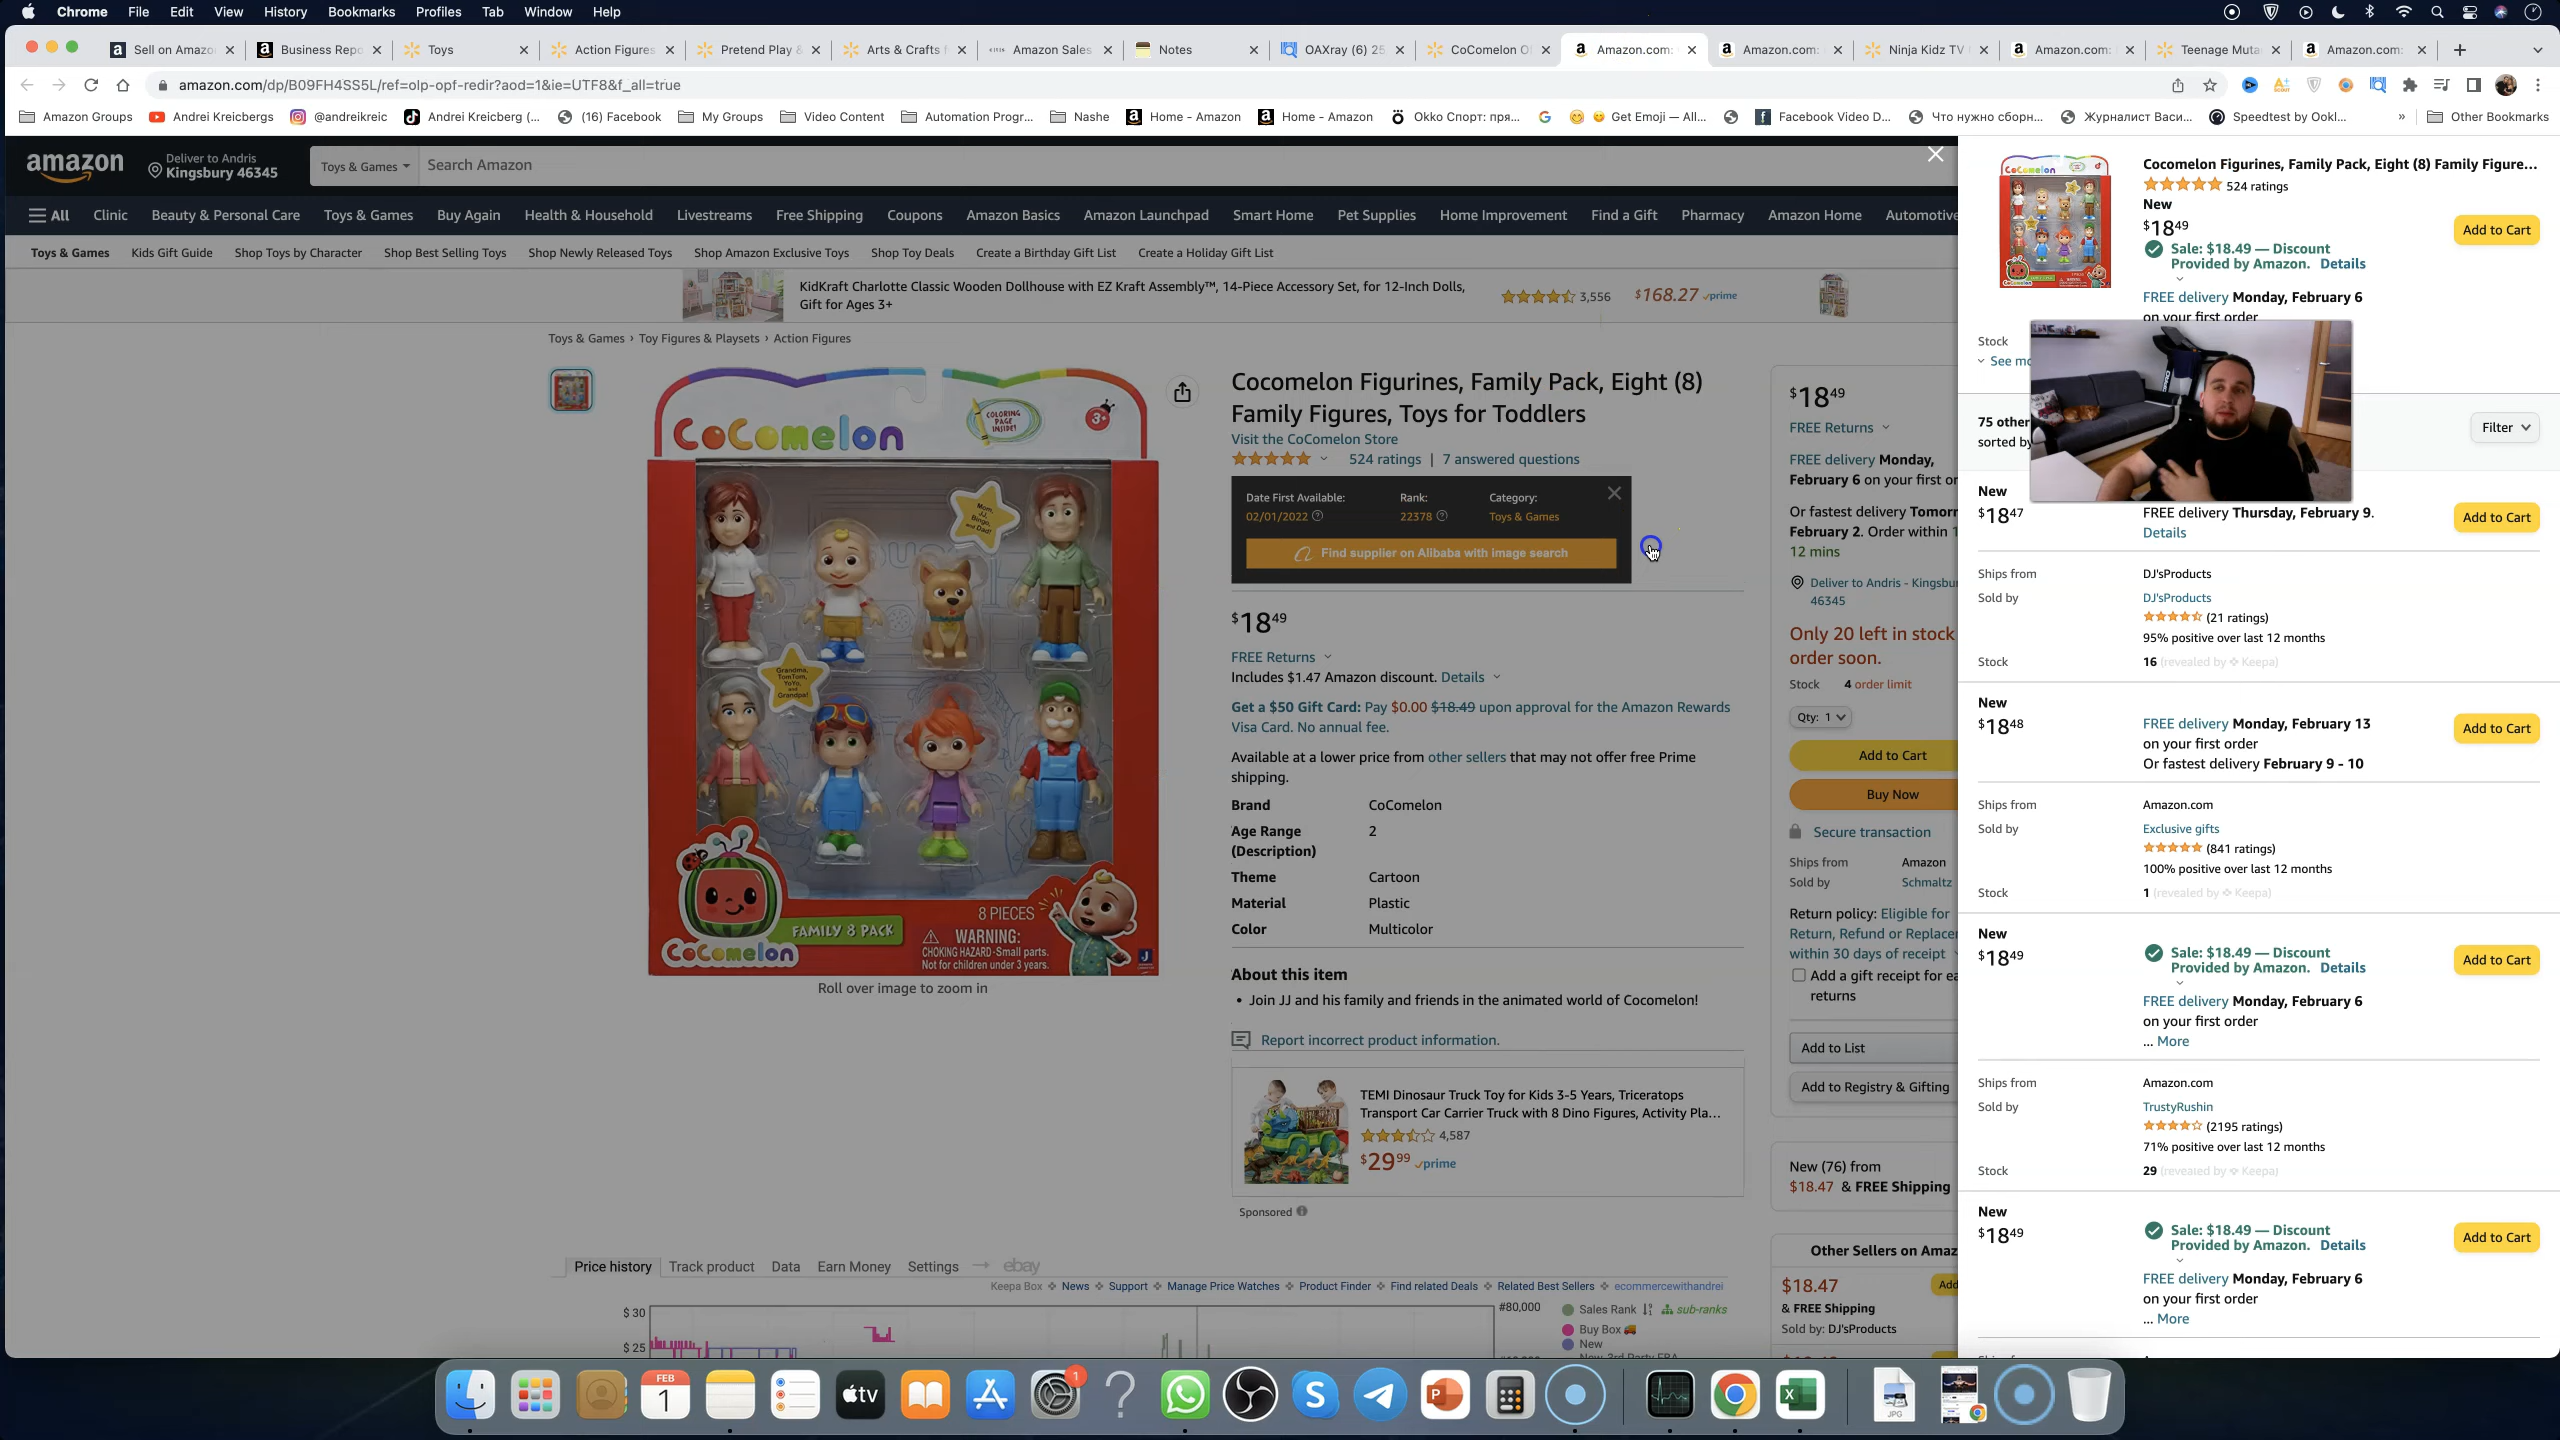 Chrome File Edit View History Bookmarks Profiles Tab Window Help
Sell on Amazo
Business Repo
Toys
Action Figures
Pretend Play &
Arts & Crafts f
Amazon Sales
Notes
OAXray (6) 25
CoComelon O
Amazon.com:
Amazon.com:
Ninja Kidz TV
Amazon.com:
Teenage Muta
Amazon.com:
amazon.com/dp/B09FH4SS5L/ref=olp-opf-redir?aod=1&ie=UTF8&f_all=true
Amazon Groups
Andrei Kreicbergs
@andreikreic
Andrei Kreicberg (...
(16) Facebook
My Groups
Video Content
Automation Progr...
Nashe
Home - Amazon
Home - Amazon
Okko Спорт: пря...
Get Emoji — All...
Facebook Video D...
Что нужно сборн...
Журналист Васи...
Speedtest by Ookl...
»
Other Bookmarks
amazon
Deliver to Andris
Kingsbury 46345
Toys & Games
Search Amazon
All
Clinic
Beauty & Personal Care
Toys & Games
Buy Again
Health & Household
Livestreams
Free Shipping
Coupons
Amazon Basics
Amazon Launchpad
Smart Home
Pet Supplies
Home Improvement
Find a Gift
Pharmacy
Amazon Home
Automotive
Toys & Games
Kids Gift Guide
Shop Toys by Character
Shop Best Selling Toys
Shop Newly Released Toys
Shop Amazon Exclusive Toys
Shop Toy Deals
Create a Birthday Gift List
Create a Holiday Gift List
KidKraft Charlotte Classic Wooden Dollhouse with EZ Kraft Assembly™, 14-Piece Accessory Set, for 12-Inch Dolls,
Gift for Ages 3+
3,556
$168.27 prime
Toys & Games › Toy Figures & Playsets › Action Figures
CoComelon
COLORING PAGE INSIDE!
3+
Mom, JJ, Bingo, and Dad!
Grandma, TomTom, YoYo, and Grandpa!
8 PIECES
FAMILY 8 PACK
CoComelon
WARNING:
CHOKING HAZARD-Small parts.
Not for children under 3 years.
Roll over image to zoom in
Cocomelon Figurines, Family Pack, Eight (8)
Family Figures, Toys for Toddlers
Visit the CoComelon Store
524 ratings | 7 answered questions
Date First Available:
02/01/2022
Rank:
22378
Category:
Toys & Games
Find supplier on Alibaba with image search
$18 49
FREE Returns
Includes $1.47 Amazon discount. Details
Get a $50 Gift Card: Pay $0.00 $18.49 upon approval for the Amazon Rewards
Visa Card. No annual fee.
Available at a lower price from other sellers that may not offer free Prime
shipping.
Brand CoComelon
Age Range 2
(Description)
Theme Cartoon
Material Plastic
Color Multicolor
About this item
• Join JJ and his family and friends in the animated world of Cocomelon!
Report incorrect product information.
TEMI Dinosaur Truck Toy for Kids 3-5 Years, Triceratops
Transport Car Carrier Truck with 8 Dino Figures, Activity Pla...
4,587
$29 99 prime
Sponsored
Price history
Track product
Data
Earn Money
Settings
ebay
Keepa Box
News
Support
Manage Price Watches
Product Finder
Find related Deals
Related Best Sellers
ecommercewithandrei
$ 30
$ 25
#80,000
Sales Rank
sub-ranks
Buy Box
New
$18 49
FREE Returns
FREE delivery Monday,
February 6 on your first or
Or fastest delivery Tomorr
February 2. Order within 1
12 mins
Deliver to Andris - Kingsbu
46345
Only 20 left in stock
order soon.
Stock 4 order limit
Qty: 1
Add to Cart
Buy Now
Secure transaction
Ships from Amazon
Sold by Schmaltz
Return policy: Eligible for
Return, Refund or Replacer
within 30 days of receipt
Add a gift receipt for ea
returns
Add to List
Add to Registry & Gifting
New (76) from
$18.47 & FREE Shipping
Other Sellers on Amaz
$18.47
Add
& FREE Shipping
Sold by: DJ'sProducts
Cocomelon Figurines, Family Pack, Eight (8) Family Figure...
524 ratings
New
$18 49
Add to Cart
Sale: $18.49 — Discount
Provided by Amazon. Details
FREE delivery Monday, February 6
on your first order
Stock
See mo
75 other
sorted by
Filter
New
$18 47
FREE delivery Thursday, February 9.
Details
Add to Cart
Ships from DJ'sProducts
Sold by DJ'sProducts
(21 ratings)
95% positive over last 12 months
Stock 16 (revealed by Keepa)
New
$18 48
FREE delivery Monday, February 13
on your first order
Or fastest delivery February 9 - 10
Add to Cart
Ships from Amazon.com
Sold by Exclusive gifts
(841 ratings)
100% positive over last 12 months
Stock 1 (revealed by Keepa)
New
$18 49
Sale: $18.49 — Discount
Provided by Amazon. Details
Add to Cart
FREE delivery Monday, February 6
on your first order
... More
Ships from Amazon.com
Sold by TrustyRushin
(2195 ratings)
71% positive over last 12 months
Stock 29 (revealed by Keepa)
New
$18 49
Sale: $18.49 — Discount
Provided by Amazon. Details
Add to Cart
FREE delivery Monday, February 6
on your first order
... More
FEB
1
tv
1
JPG